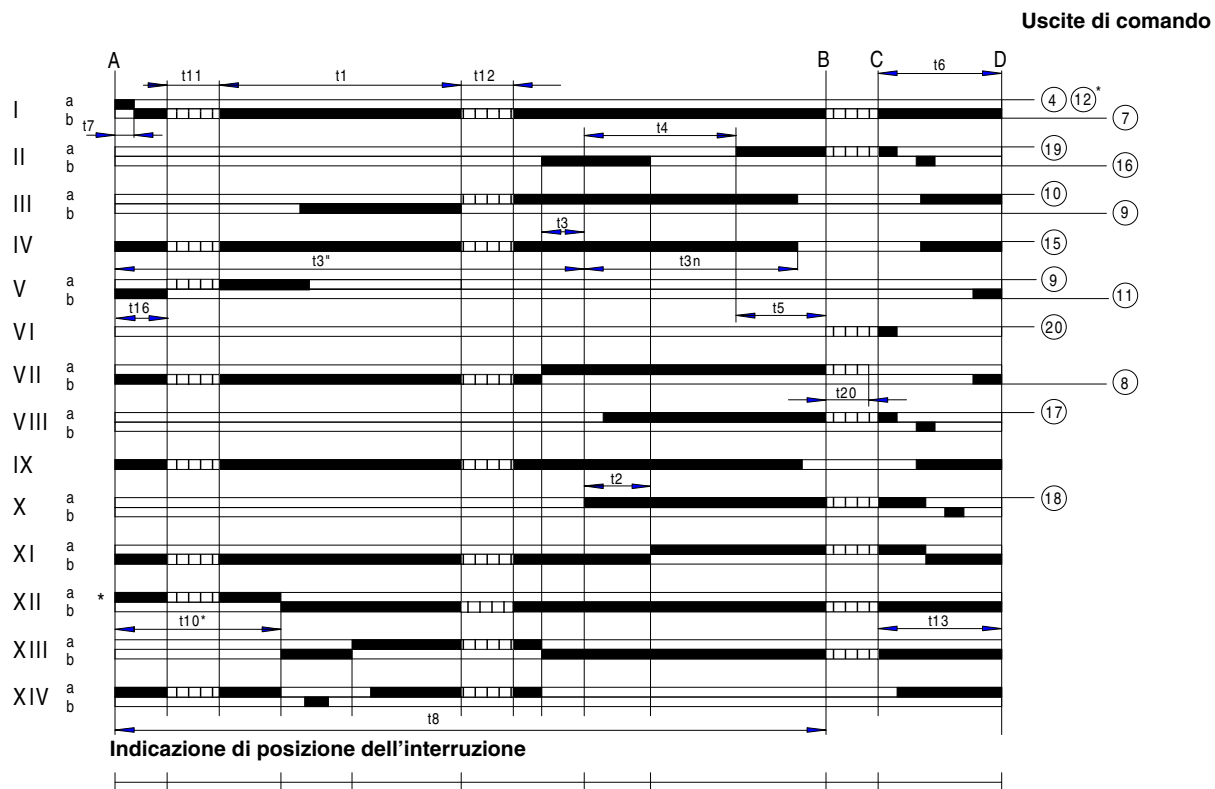 Uscite di comando
A B C D
t11 t1 t12 t6
I a b 4 12* 7
t7 t4
II a b 19 16
III a b 10 9
t3
IV 15
t3" t3n
V a b 9 11
t16 t5
VI 20
VII a b 8
t20
VIII a b 17
IX
t2
X a b 18
XI a b
XII a b *
t10* t13
XIII a b
XIV a b
t8
Indicazione di posizione dell'interruzione